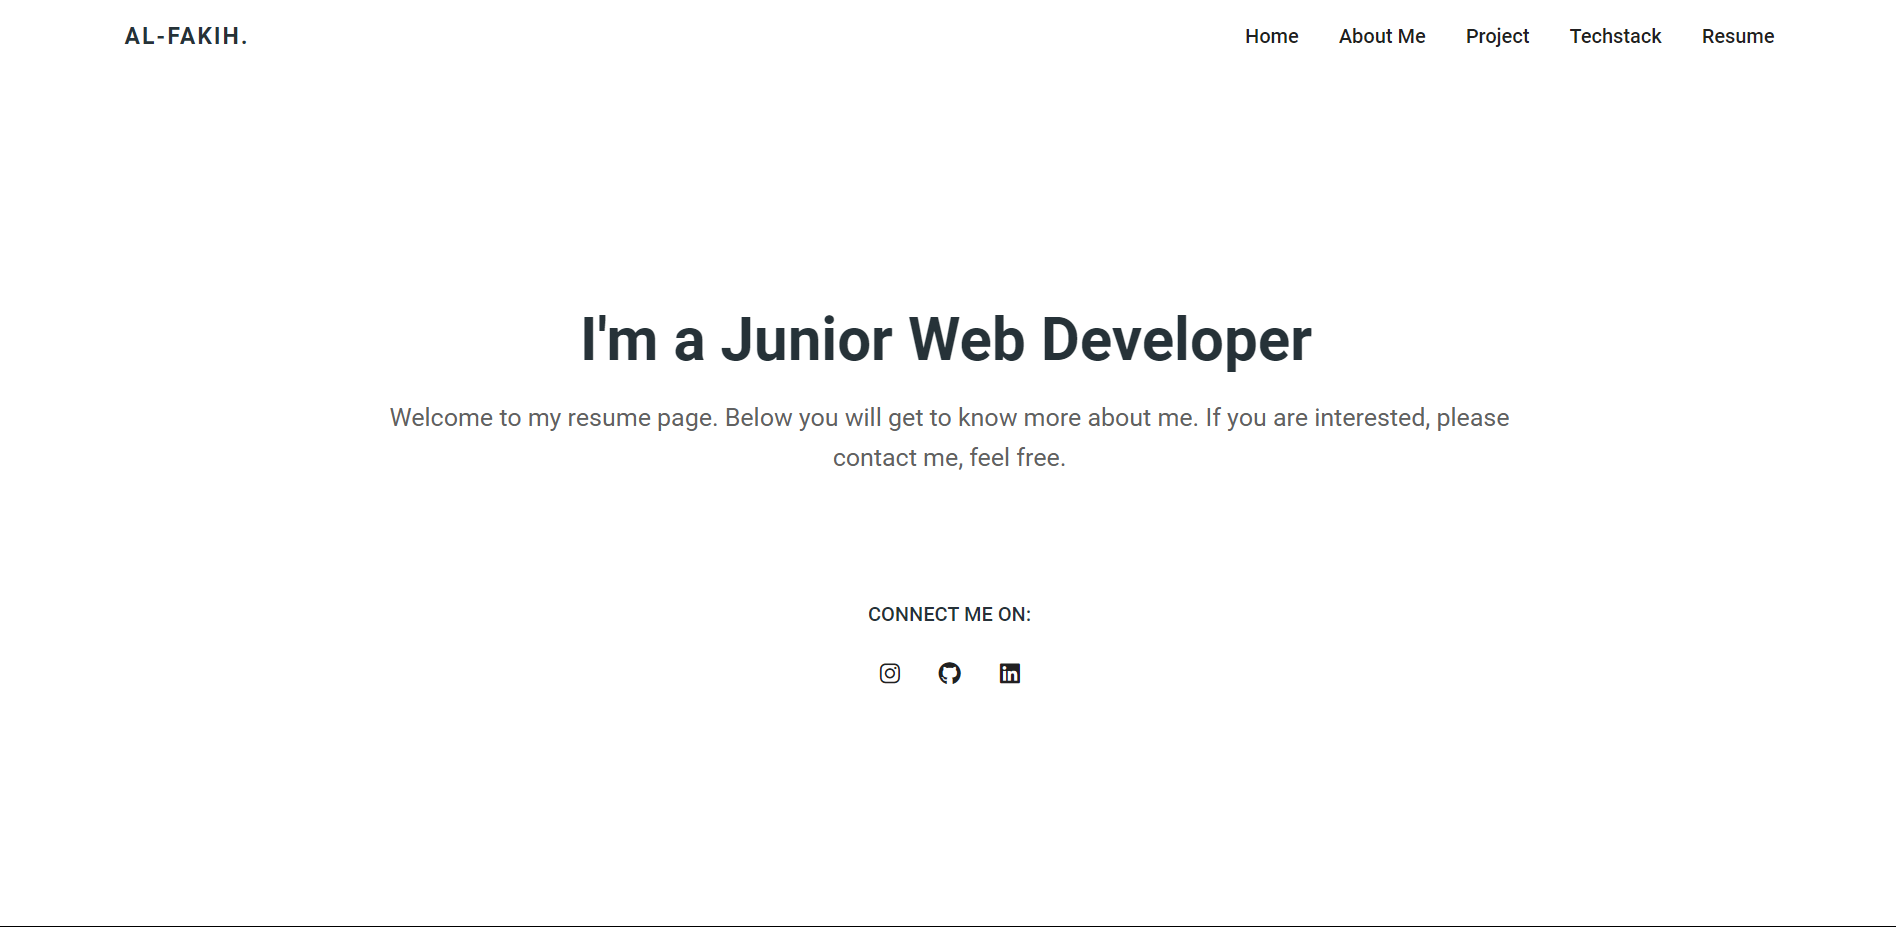 AL-FAKIH.
Home About Me Project Techstack Resume
I'm a Junior Web Developer
Welcome to my resume page. Below you will get to know more about me. If you are interested, please
contact me, feel free.
CONNECT ME ON: